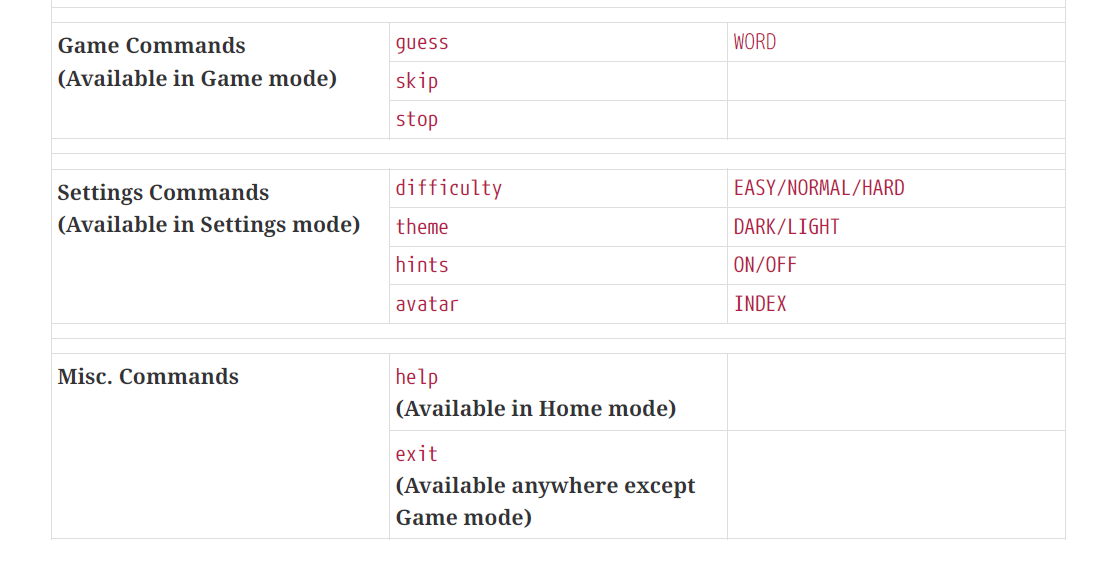 Game Commands
(Available in Game mode)
guess
WORD
skip
stop
Settings Commands
(Available in Settings mode)
difficulty
EASY/NORMAL/HARD
theme
DARK/LIGHT
hints
ON/OFF
avatar
INDEX
Misc. Commands
help
(Available in Home mode)
exit
(Available anywhere except
Game mode)